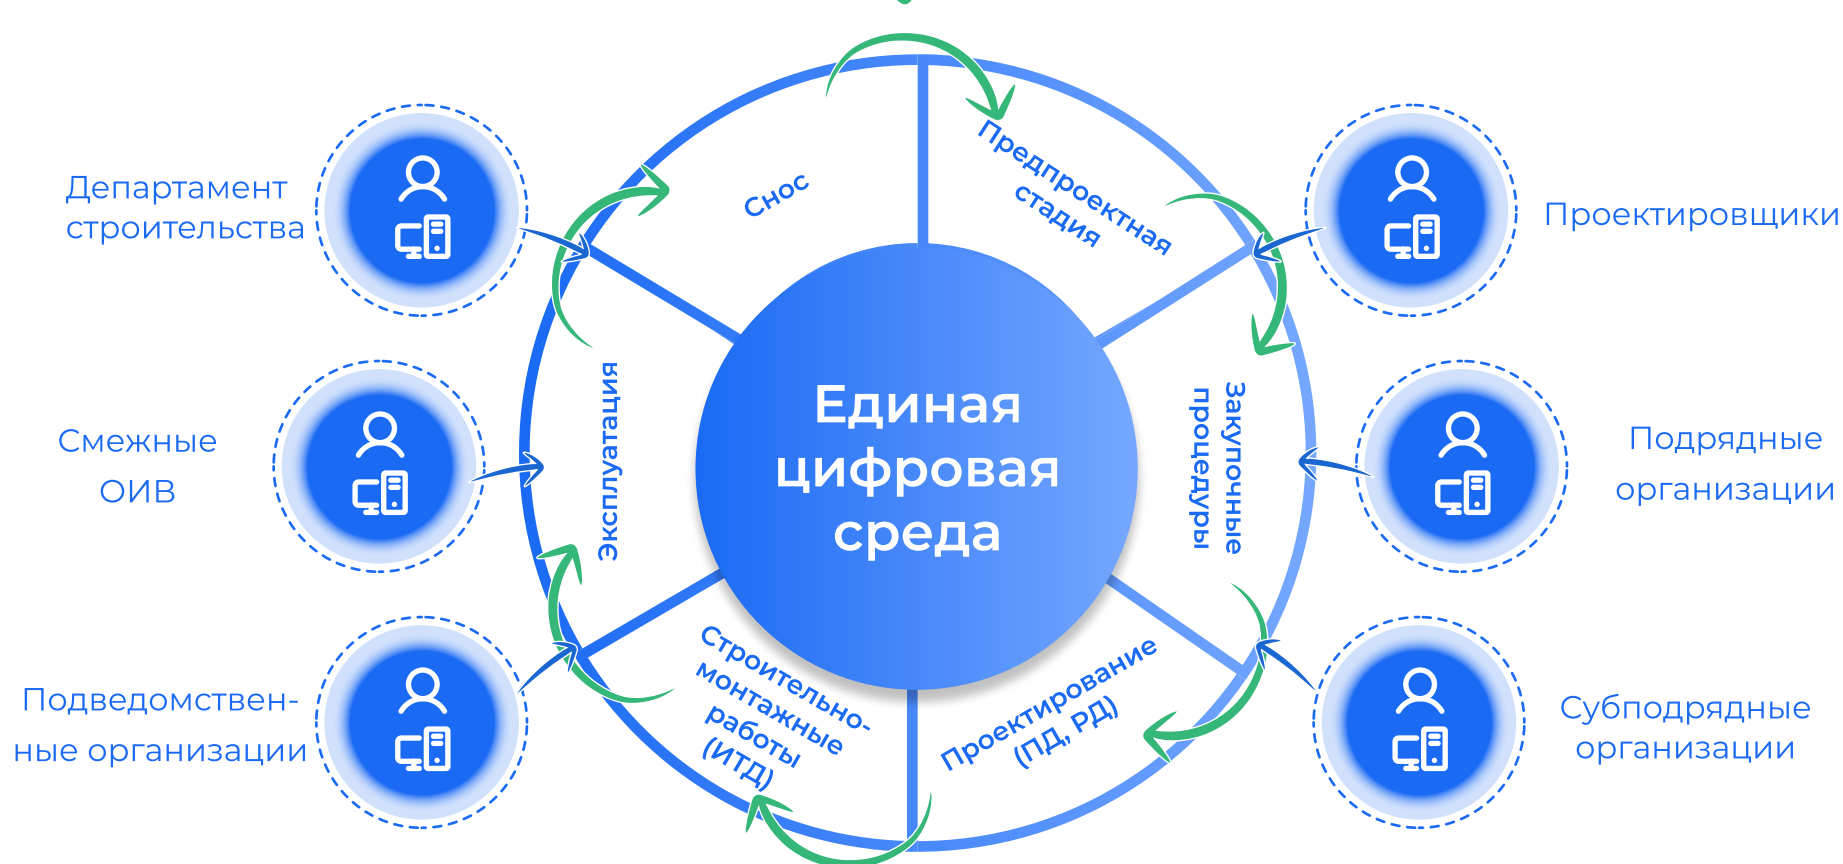 Департамент
строительства
Смежные
ОИВ
Подведомствен-
ные организации
Снос
Предпроектная
стадия
Закупочные
процедуры
Проектирование
(ПД, РД)
Строительно-
монтажные
работы
(ИТД)
Эксплуатация
Единая
цифровая
среда
Проектировщики
Подрядные
организации
Субподрядные
организации